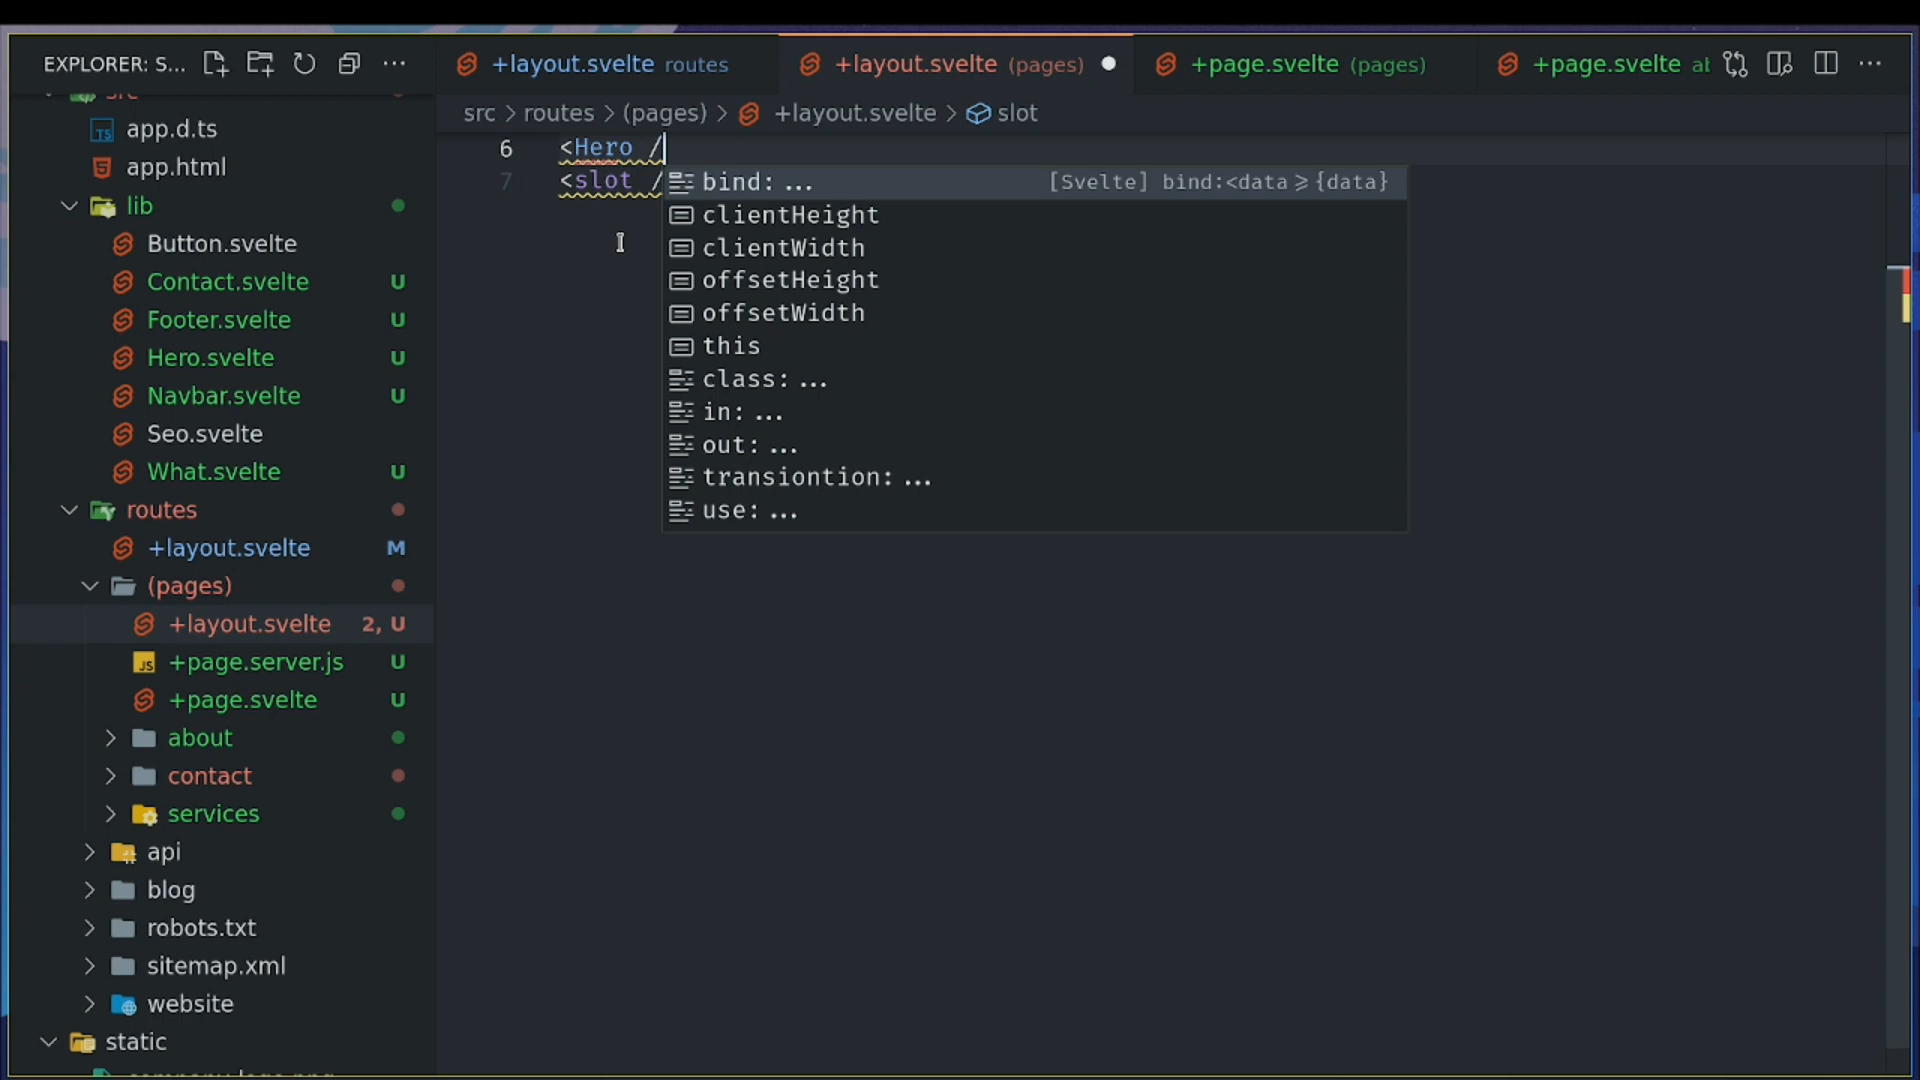 EXPLORER: S...
+layout.svelte routes
+layout.svelte (pages)
+page.svelte (pages)
+page.svelte
src > routes > (pages) > +layout.svelte > slot
app.d.ts
app.html
lib
Button.svelte
Contact.svelte U
Footer.svelte U
Hero.svelte U
Navbar.svelte U
Seo.svelte
What.svelte U
routes
+layout.svelte M
(pages)
+layout.svelte 2, U
+page.server.js U
+page.svelte U
about
contact
services
api
blog
robots.txt
sitemap.xml
website
static
6 <Hero /
7 <slot /
bind: ... [Svelte] bind:<data>={data}
clientHeight
clientWidth
offsetHeight
offsetWidth
this
class: ...
in: ...
out: ...
transiontion: ...
use: ...